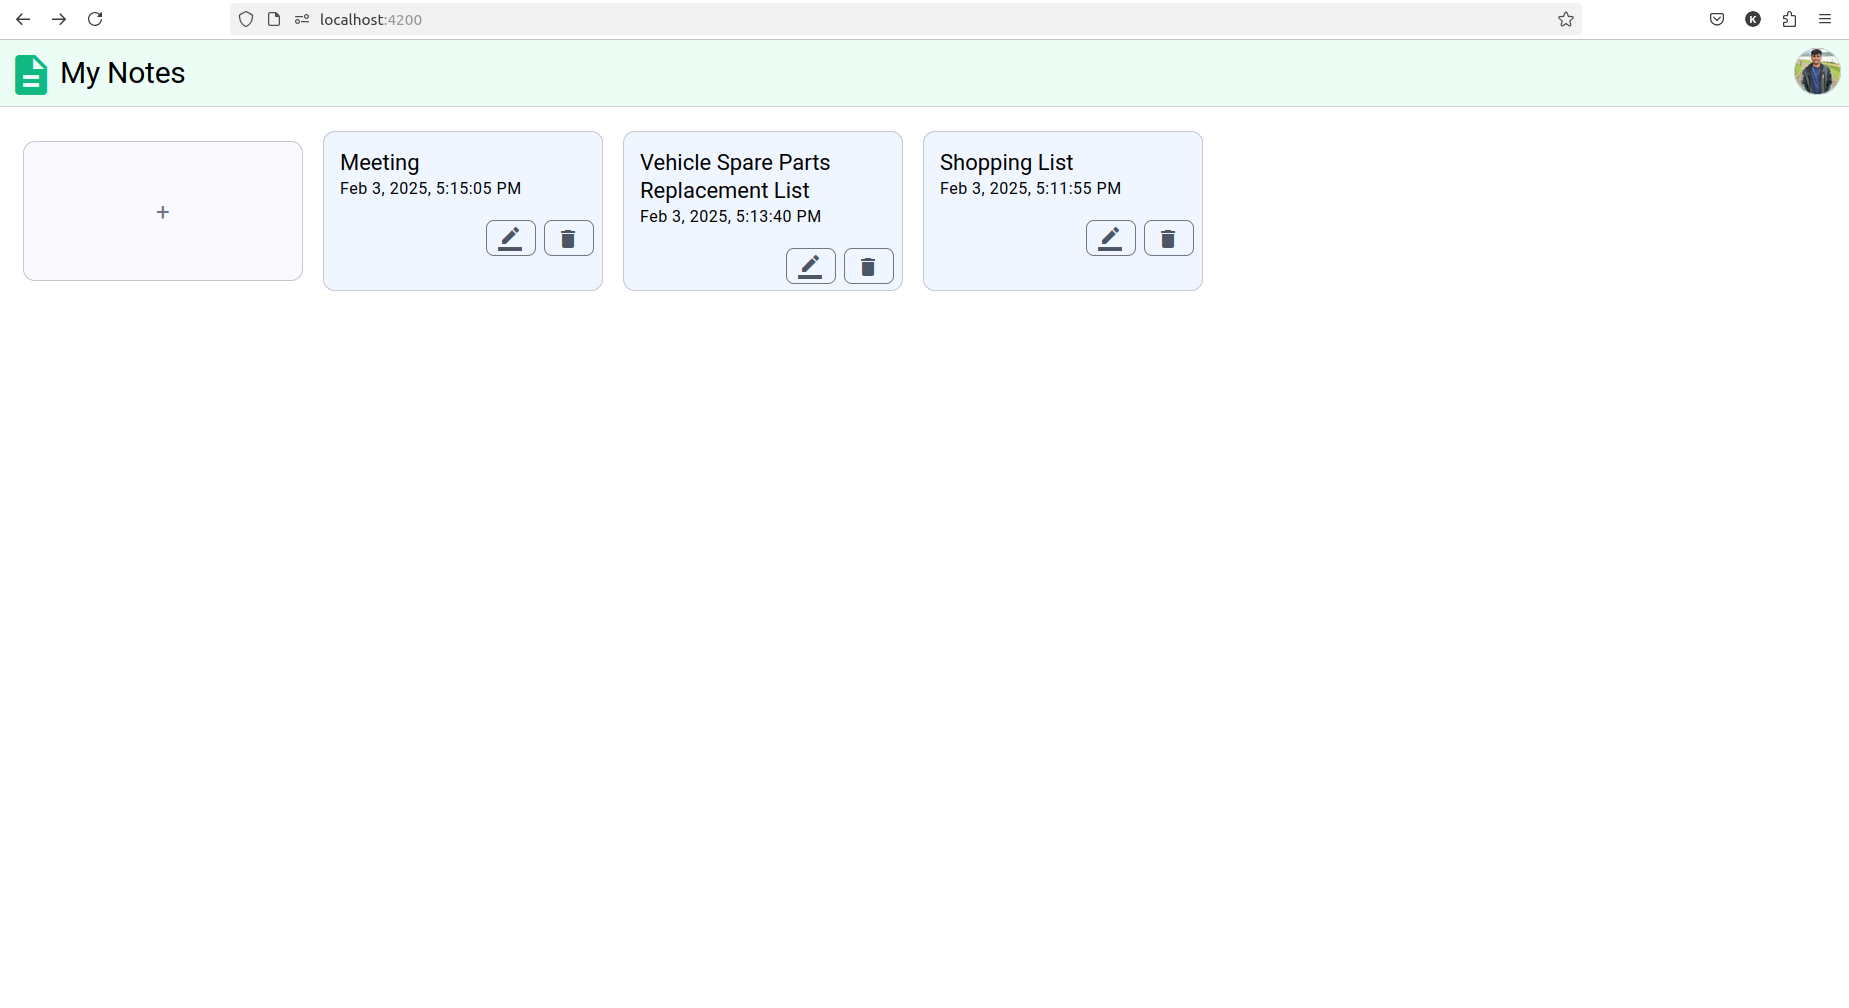 localhost:4200
K
My Notes
+
Meeting
Feb 3, 2025, 5:15:05 PM
Vehicle Spare Parts
Replacement List
Feb 3, 2025, 5:13:40 PM
Shopping List
Feb 3, 2025, 5:11:55 PM